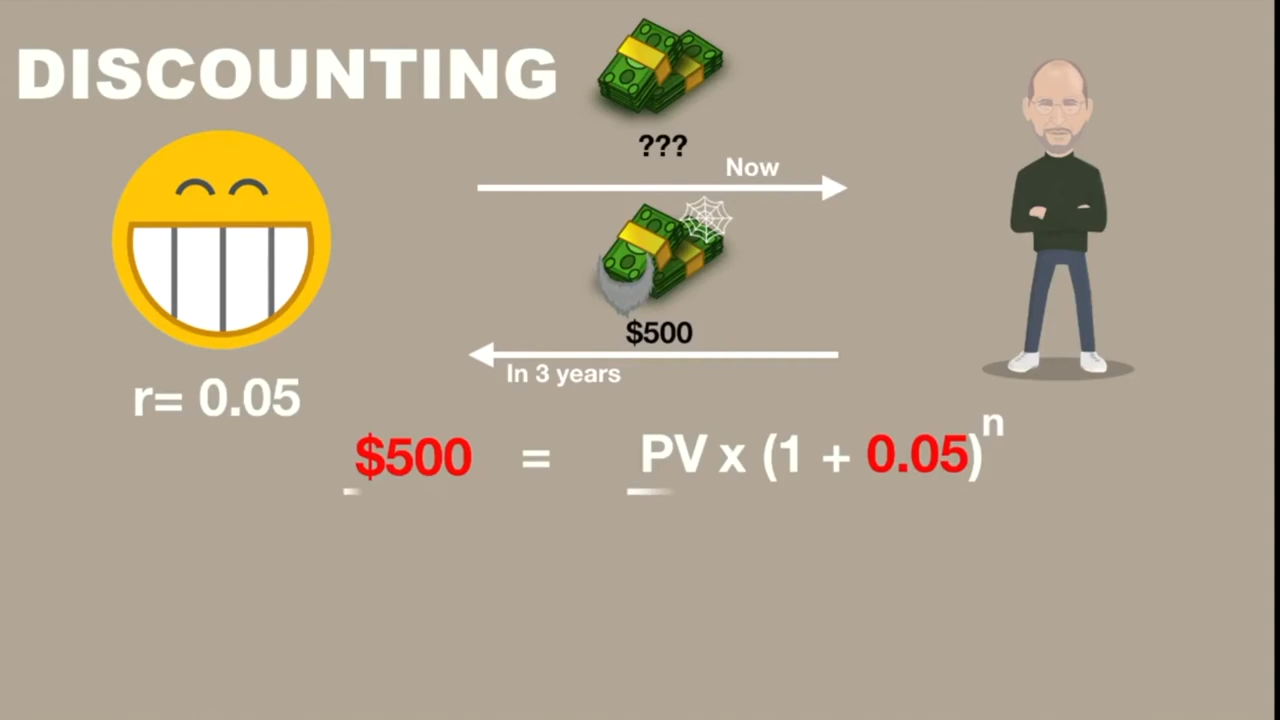 DISCOUNTING
???
Now
$500
In 3 years
r= 0.05
$500 = PV x (1 + 0.05)^n